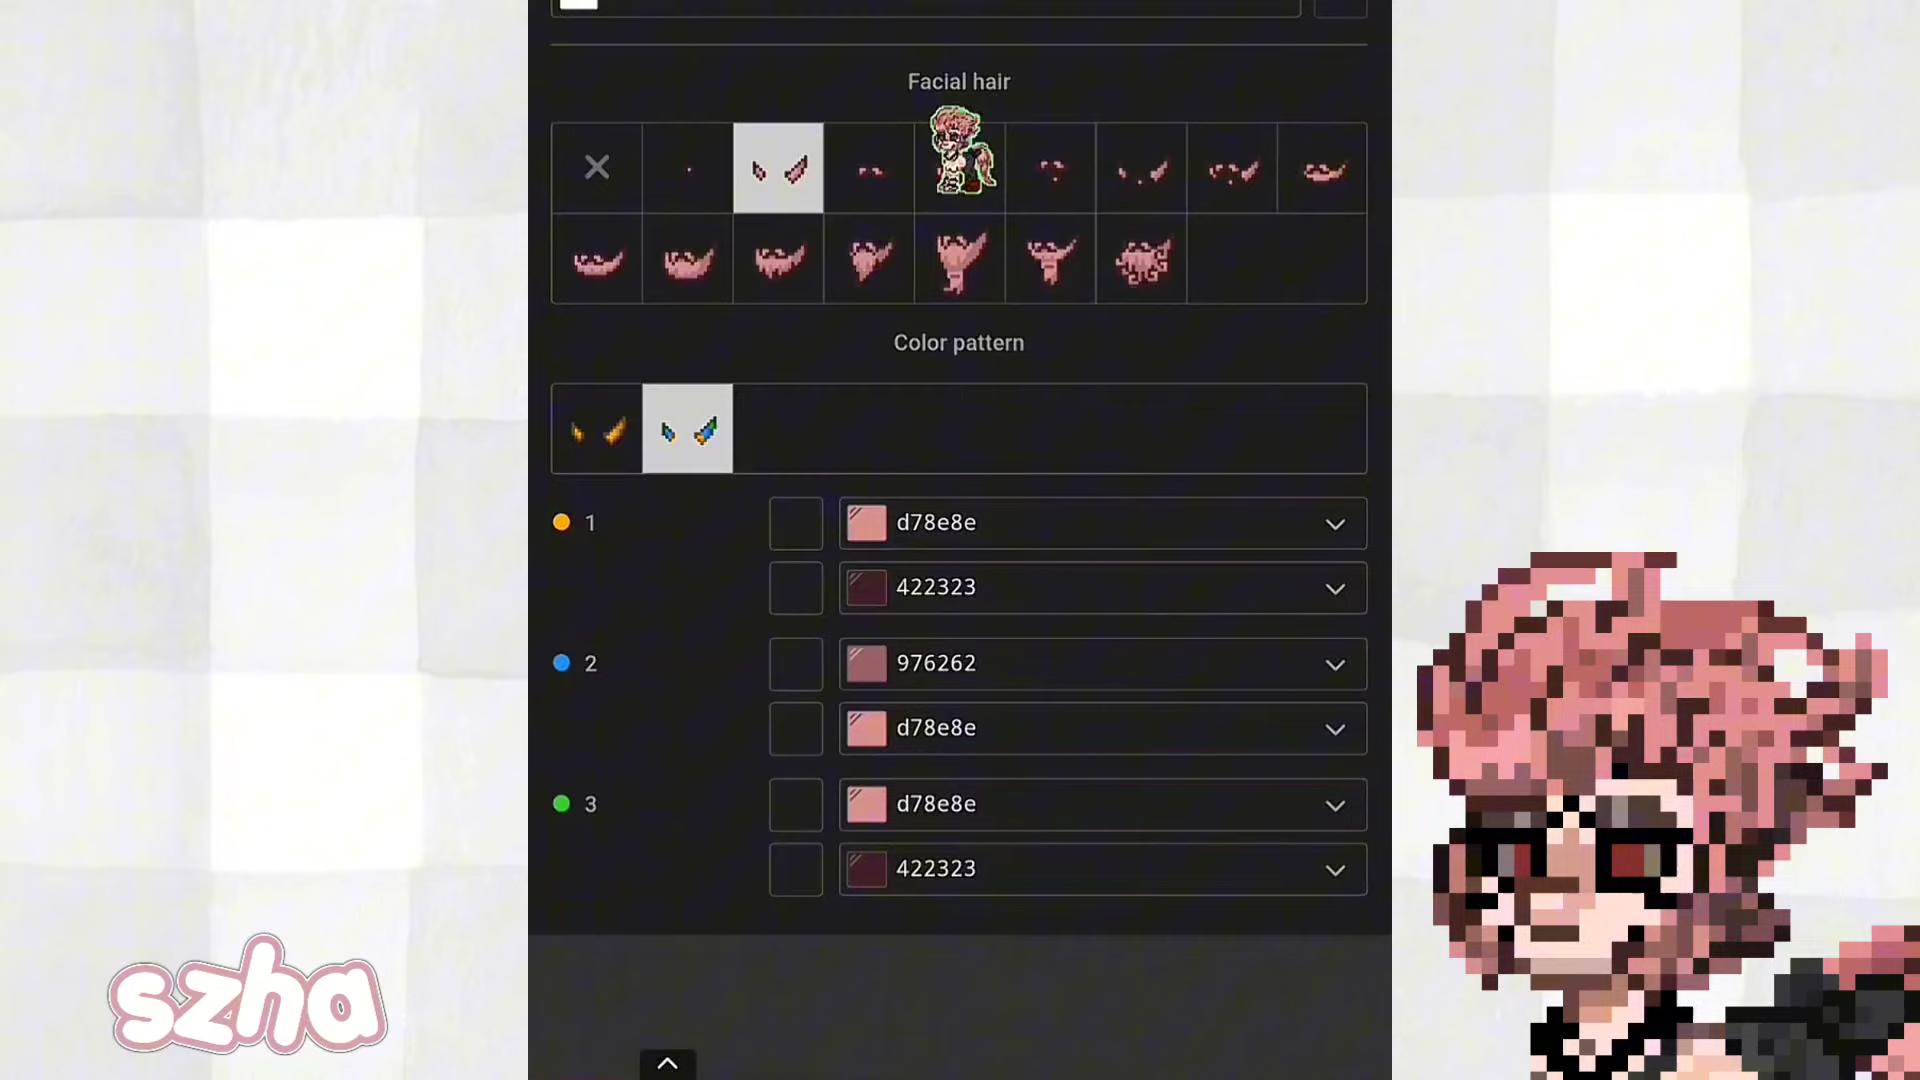 Facial hair
Color pattern
1
d78e8e
422323
2
976262
d78e8e
3
d78e8e
422323
szha